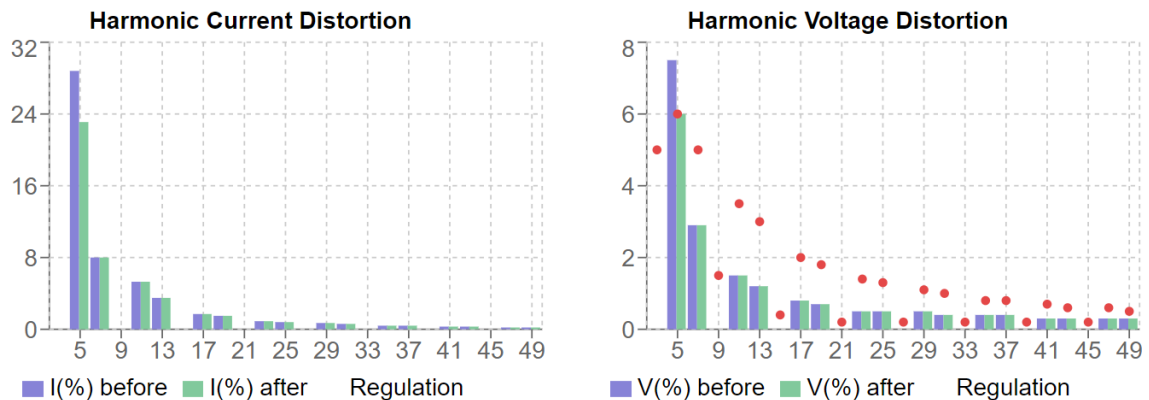 Harmonic Current Distortion
32
24
16
8
0
5 9 13 17 21 25 29 33 37 41 45 49
I(%) before I(%) after Regulation
Harmonic Voltage Distortion
8
6
4
2
0
5 9 13 17 21 25 29 33 37 41 45 49
V(%) before V(%) after Regulation